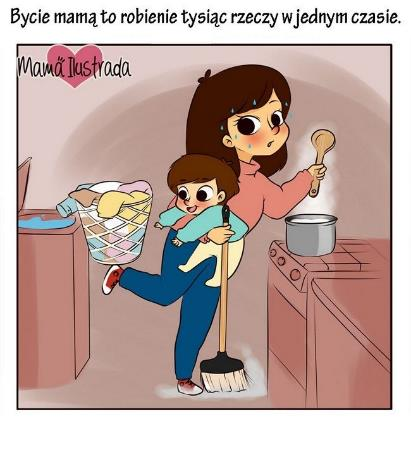 Bycie mamą to robienie tysiąc rzeczy w jednym czasie.
Mamá Ilustrada